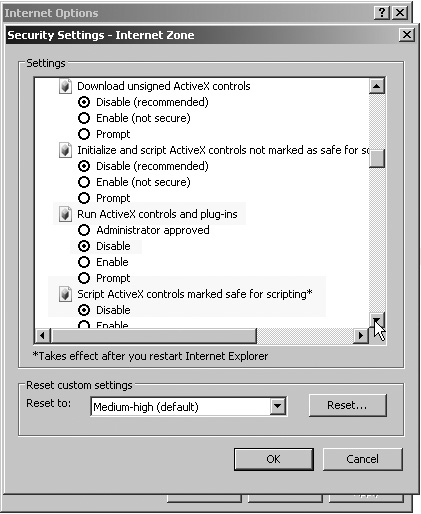 Internet Options
Security Settings - Internet Zone
Settings
Download unsigned ActiveX controls
Disable (recommended)
Enable (not secure)
Prompt
Initialize and script ActiveX controls not marked as safe for sc
Disable (recommended)
Enable (not secure)
Prompt
Run ActiveX controls and plug-ins
Administrator approved
Disable
Enable
Prompt
Script ActiveX controls marked safe for scripting*
Disable
Enable
*Takes effect after you restart Internet Explorer
Reset custom settings
Reset to:
Medium-high (default)
Reset...
OK
Cancel
Apply